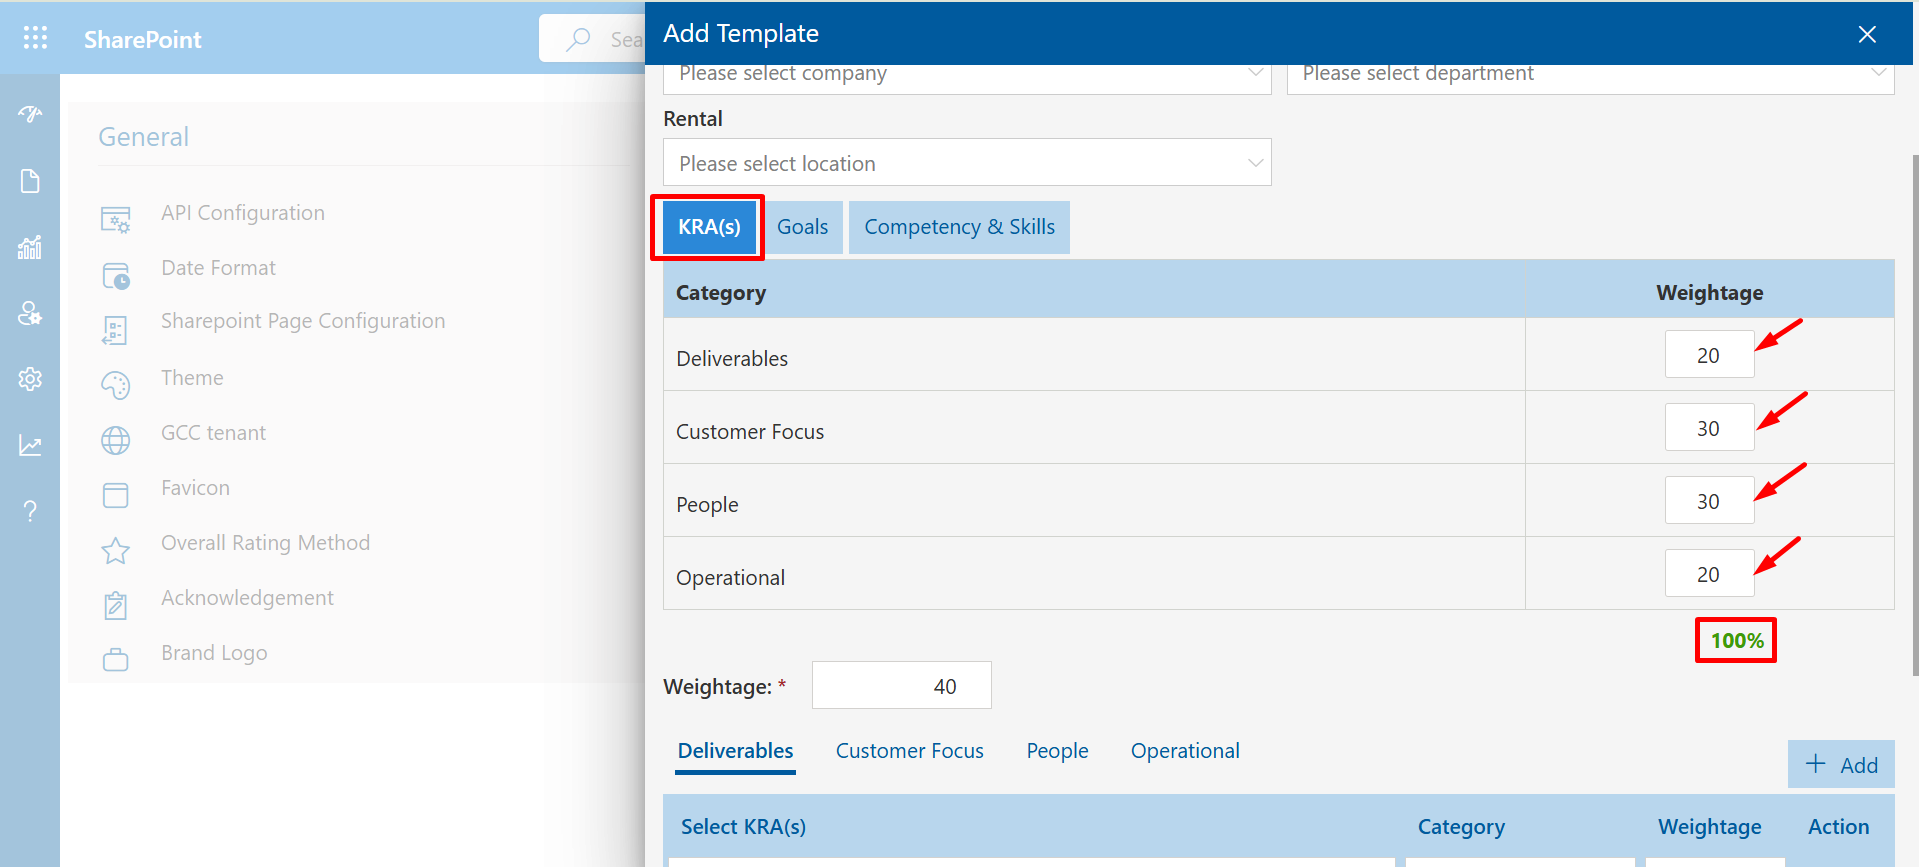 SharePoint
Sea
Add Template
General
API Configuration
Date Format
Sharepoint Page Configuration
Theme
GCC tenant
Favicon
Overall Rating Method
Acknowledgement
Brand Logo
Please select company
Please select department
Rental
Please select location
KRA(s) Goals Competency & Skills
Category Weightage
Deliverables 20
Customer Focus 30
People 30
Operational 20
100%
Weightage: * 40
Deliverables Customer Focus People Operational
+ Add
Select KRA(s) Category Weightage Action